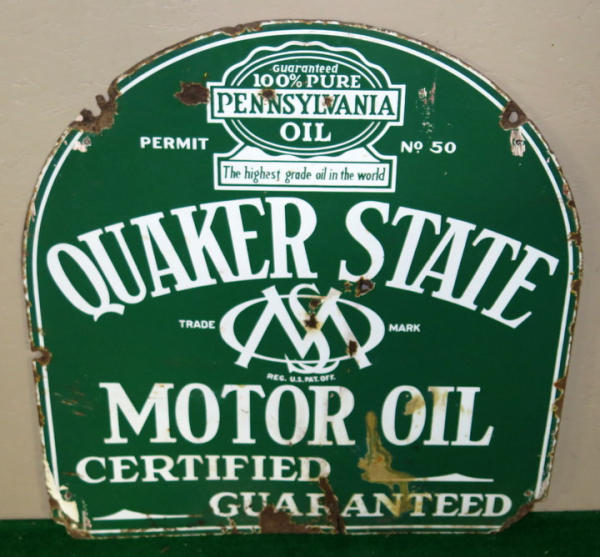 Guaranteed
100% PURE
PENNSYLVANIA
OIL
PERMIT Nº 50
The highest grade oil in the world
QUAKER STATE
TRADE MARK
REG. U.S. PAT. OFF.
MOTOR OIL
CERTIFIED
GUARANTEED